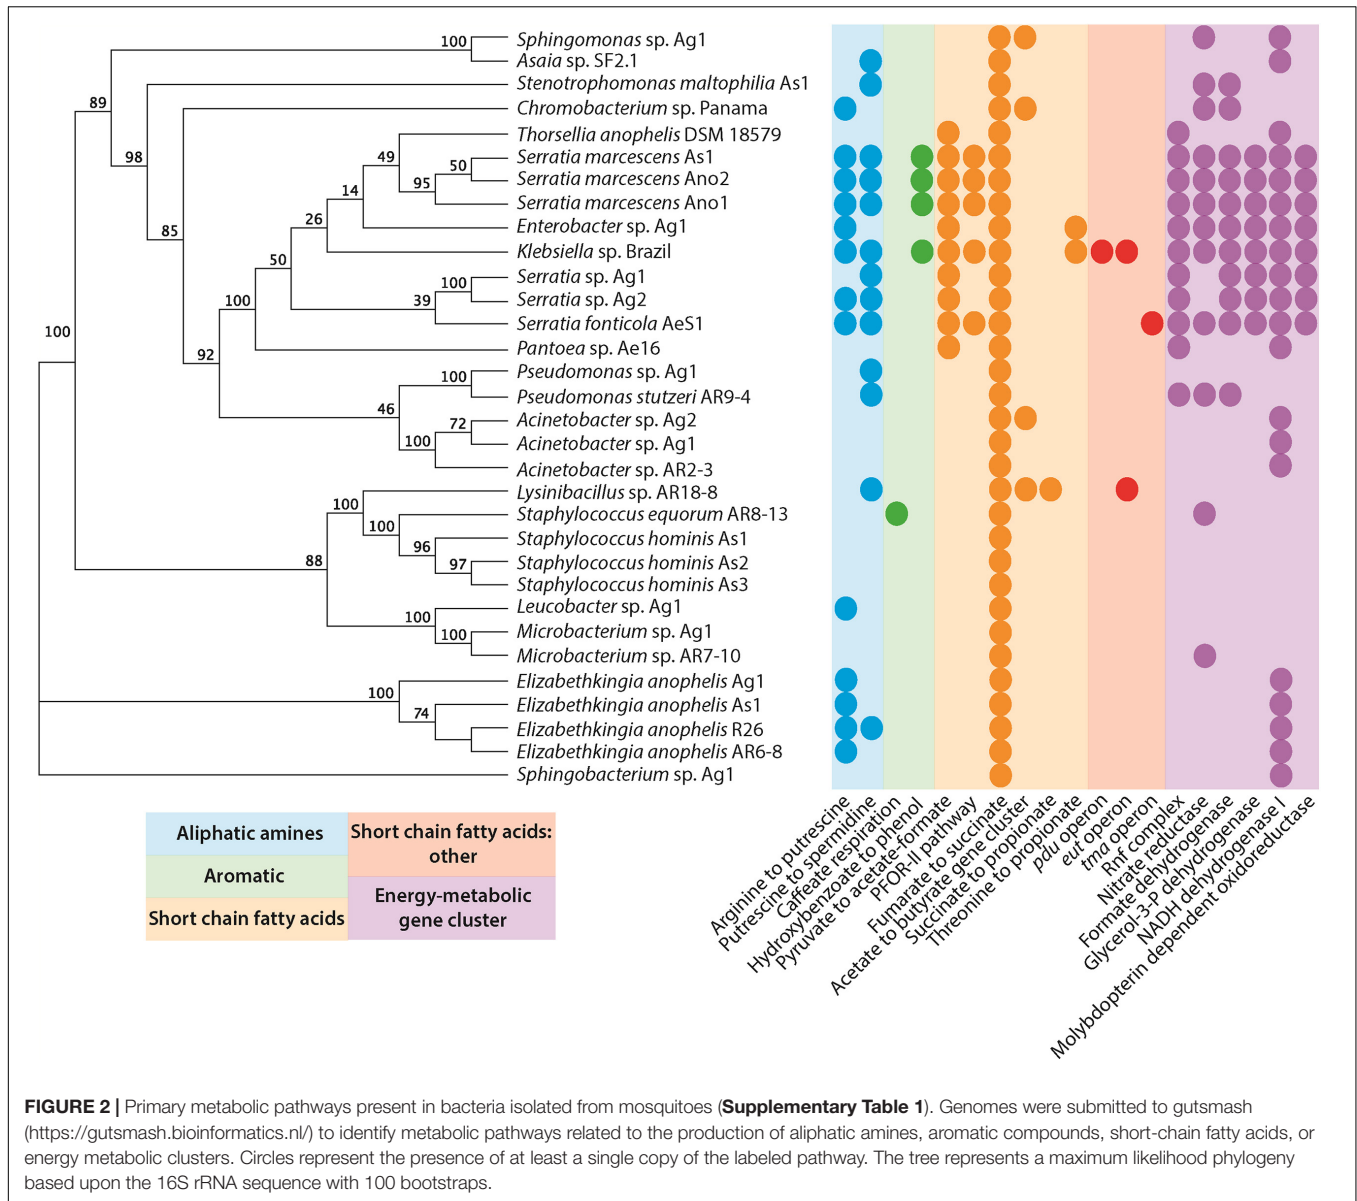 100
Sphingomonas sp. Ag1
Asaia sp. SF2.1
89
Stenotrophomonas maltophilia As1
98
Chromobacterium sp. Panama
85
Thorsellia anophelis DSM 18579
49
Serratia marcescens As1
50
Serratia marcescens Ano2
95
14
Serratia marcescens Ano1
26
Enterobacter sp. Ag1
Klebsiella sp. Brazil
50
Serratia sp. Ag1
100
Serratia sp. Ag2
100
39
Serratia fonticola AeS1
100
92
Pantoea sp. Ae16
Pseudomonas sp. Ag1
100
Pseudomonas stutzeri AR9-4
46
Acinetobacter sp. Ag2
72
Acinetobacter sp. Ag1
100
Acinetobacter sp. AR2-3
Lysinibacillus sp. AR18-8
100
Staphylococcus equorum AR8-13
100
Staphylococcus hominis As1
96
Staphylococcus hominis As2
88
97
Staphylococcus hominis As3
Leucobacter sp. Ag1
100
Microbacterium sp. Ag1
100
Microbacterium sp. AR7-10
Elizabethkingia anophelis Ag1
100
Elizabethkingia anophelis As1
74
Elizabethkingia anophelis R26
Elizabethkingia anophelis AR6-8
Sphingobacterium sp. Ag1
Arginine to putrescine
Putrescine to spermidine
Caffeate respiration
Hydroxybenzoate to phenol
Pyruvate to acetate-formate
PFOR-II pathway
Fumarate to succinate
Acetate to butyrate gene cluster
Succinate to propionate
Threonine to propionate
pdu operon
eut operon
tma operon
Rnf complex
Nitrate reductase
Formate dehydrogenase
Glycerol-3-P dehydrogenase
NADH dehydrogenase I
Molybdopterin dependent oxidoreductase
Aliphatic amines
Aromatic
Short chain fatty acids
Short chain fatty acids:
other
Energy-metabolic
gene cluster
FIGURE 2 | Primary metabolic pathways present in bacteria isolated from mosquitoes (Supplementary Table 1). Genomes were submitted to gutsmash
(https://gutsmash.bioinformatics.nl/) to identify metabolic pathways related to the production of aliphatic amines, aromatic compounds, short-chain fatty acids, or
energy metabolic clusters. Circles represent the presence of at least a single copy of the labeled pathway. The tree represents a maximum likelihood phylogeny
based upon the 16S rRNA sequence with 100 bootstraps.